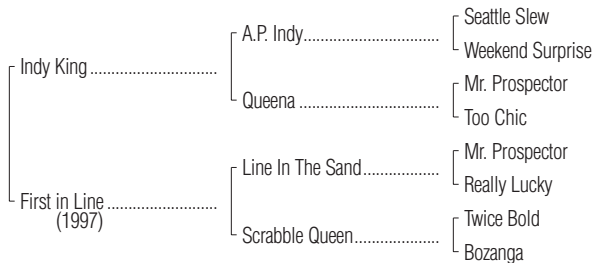 Seattle Slew
A.P. Indy..............................
Weekend Surprise
Indy King ............................
Mr. Prospector
Queena ...............................
Too Chic
Mr. Prospector
Line In The Sand.................
Really Lucky
First in Line ........................
(1997)
Twice Bold
Scrabble Queen...................
Bozanga